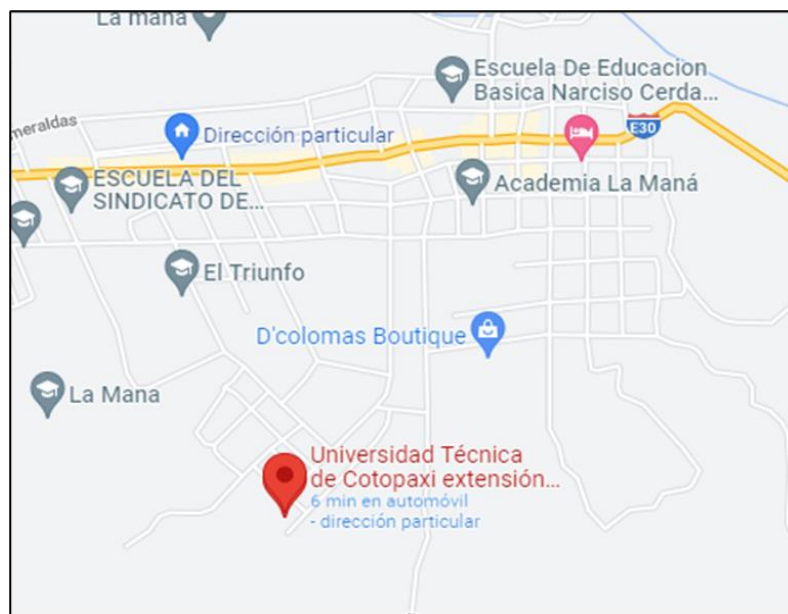 La mana
Escuela De Educacion
Basica Narciso Cerda...
meraldas
Dirección particular
E30
ESCUELA DEL
SINDICATO DE...
Academia La Maná
El Triunfo
D'colomas Boutique
La Mana
Universidad Técnica
de Cotopaxi extensión...
6 min en automóvil
- dirección particular